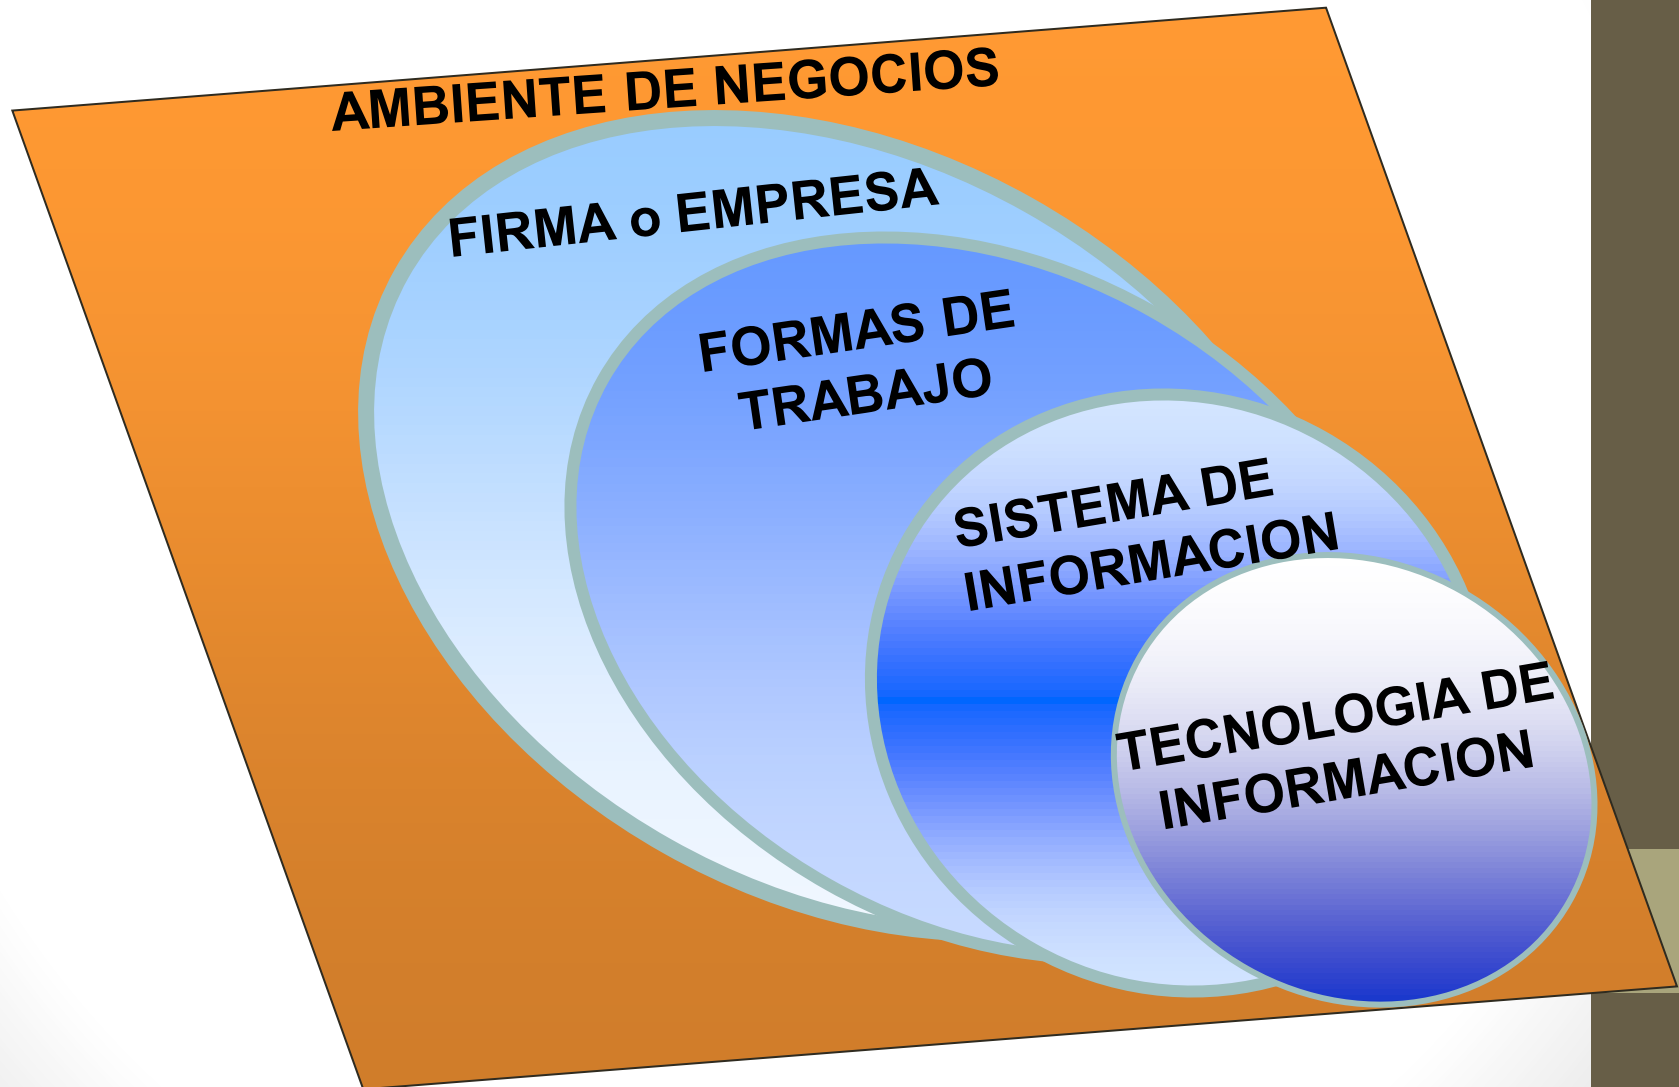 AMBIENTE DE NEGOCIOS
FIRMA o EMPRESA
FORMAS DE
TRABAJO
SISTEMA DE
INFORMACION
TECNOLOGIA DE
INFORMACION